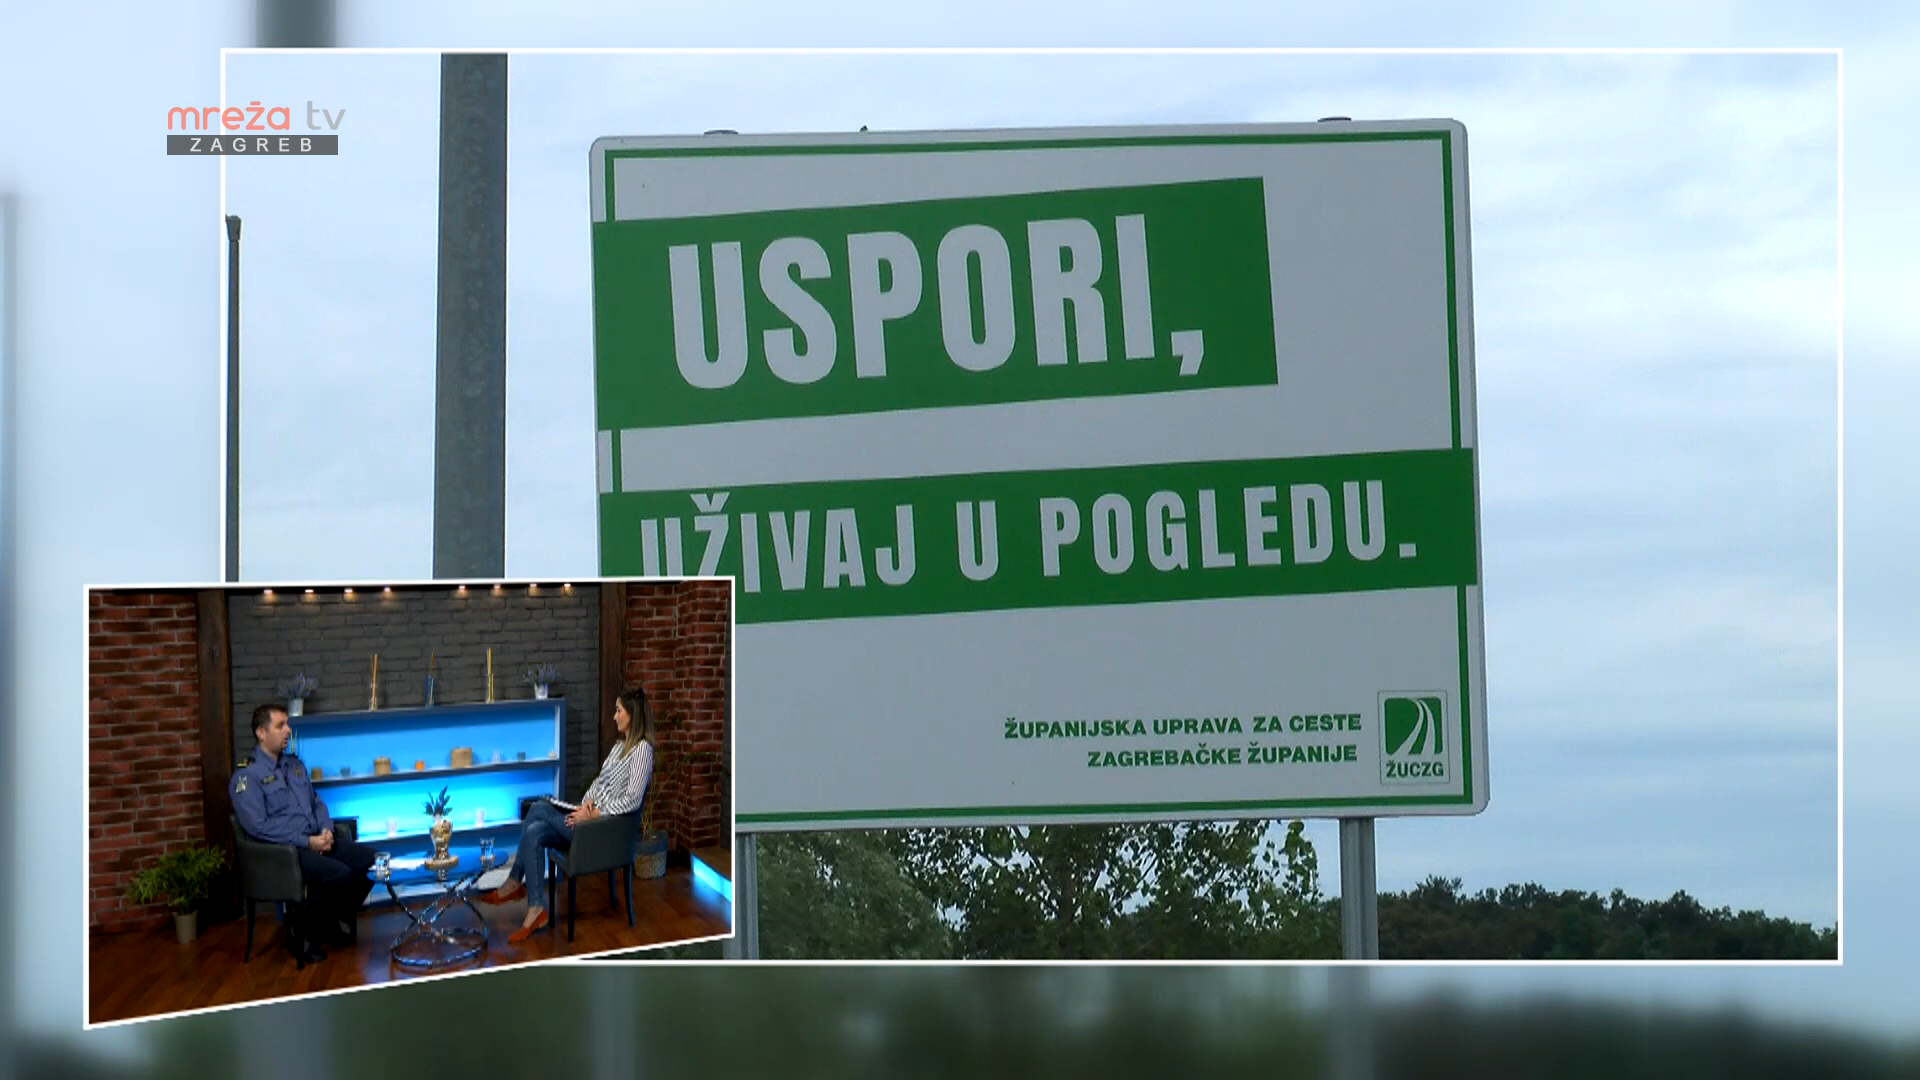 mreža tv
ZAGREB
USPORI,
UŽIVAJ U POGLEDU.
ŽUPANIJSKA UPRAVA ZA CESTE
ZAGREBAČKE ŽUPANIJE
ŽUCZG